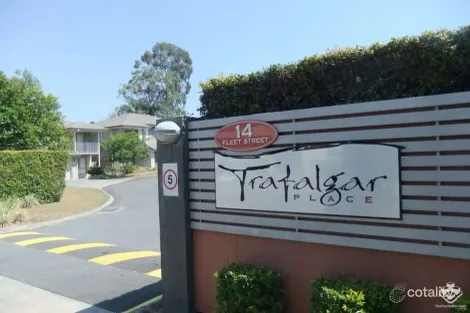 14
FLEET STREET
Trafalgar
PLACE
5
cotality